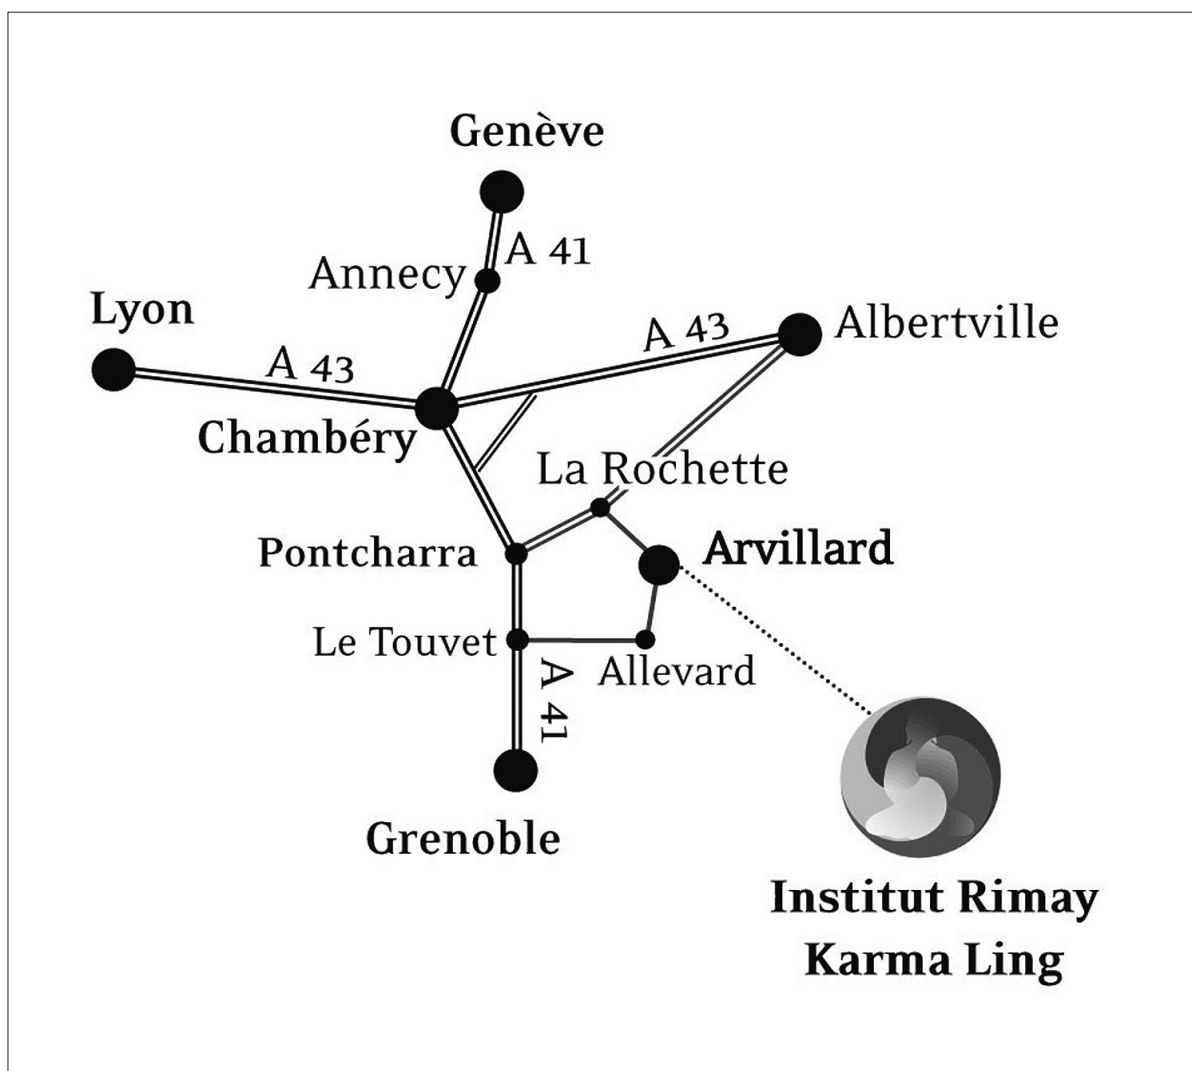 Genève
A 41
Annecy
Lyon
A 43
A 43
Albertville
Chambéry
La Rochette
Pontcharra
Arvillard
Le Touvet
A 41
Allevard
Grenoble
Institut Rimay
Karma Ling